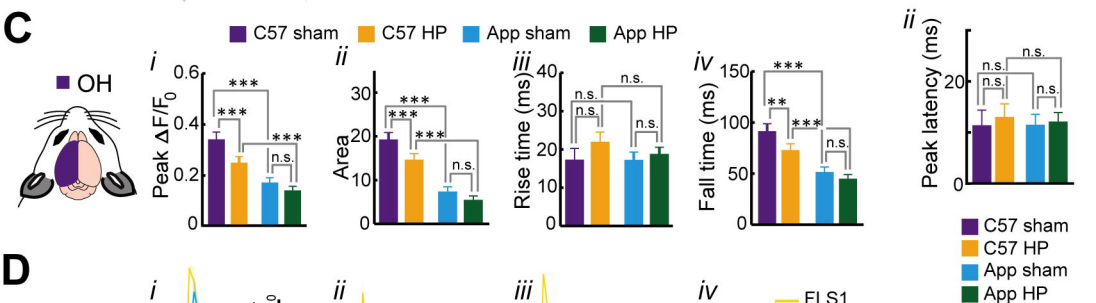 C
C57 sham C57 HP App sham App HP
OH
i
Peak ΔF/F0
0.6
0.4
0.2
0
***
***
***
n.s.
ii
Area
30
20
10
0
***
***
***
n.s.
iii
Rise time (ms)
40
30
20
10
0
n.s.
n.s.
n.s.
n.s.
iv
Fall time (ms)
150
100
50
0
***
**
***
n.s.
ii
Peak latency (ms)
20
0
n.s.
n.s.
n.s.
n.s.
C57 sham
C57 HP
App sham
App HP
D
i
ii
iii
iv
FLS1